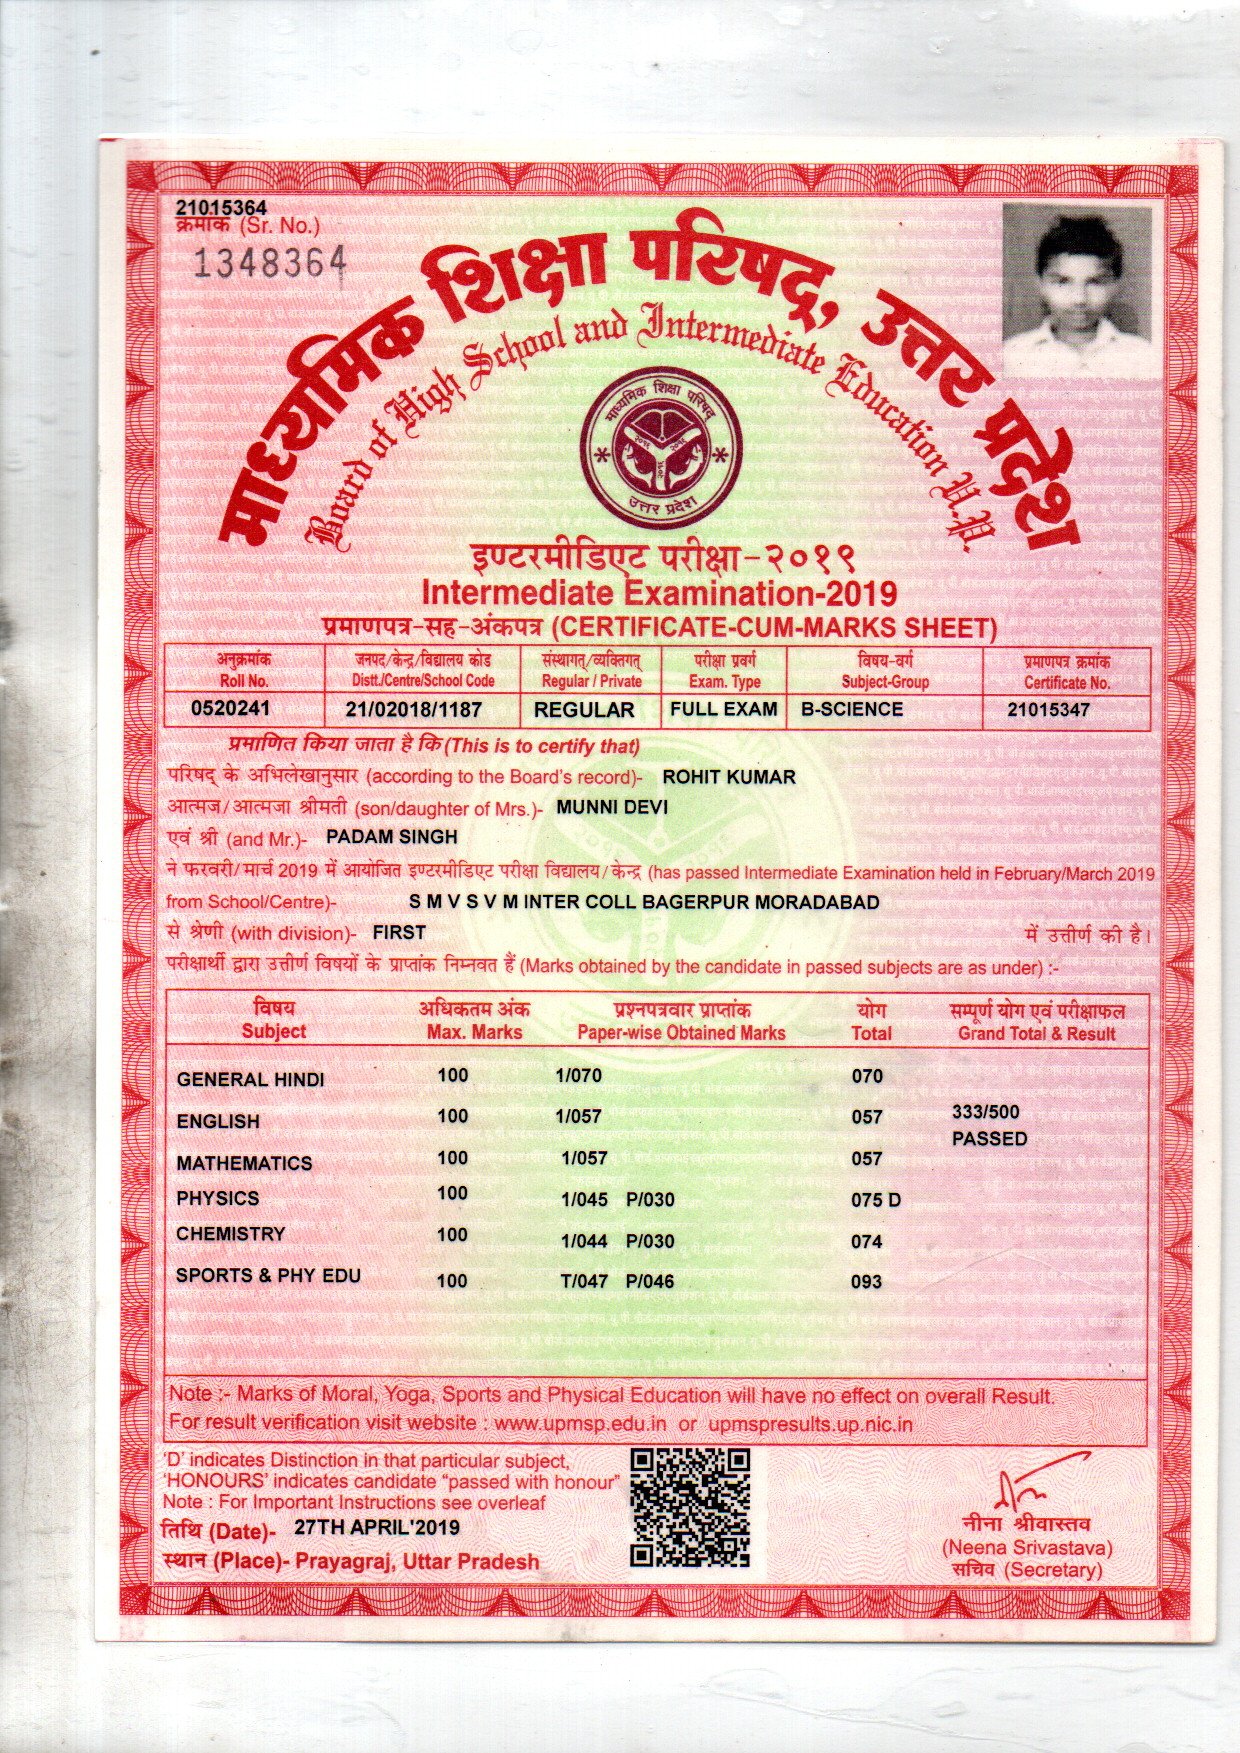 21015364
क्रमांक (Sr. No.)
1348364
माध्यमिक शिक्षा परिषद्, उत्तर प्रदेश
Board of High School and Intermediate Education U.P.
माध्यमिक शिक्षा परिषद्
उत्तर प्रदेश
इण्टरमीडिएट परीक्षा-२०१९
Intermediate Examination-2019
प्रमाणपत्र-सह-अंकपत्र (CERTIFICATE-CUM-MARKS SHEET)
अनुक्रमांक जनपद/केन्द्र/विद्यालय कोड संस्थागत्/व्यक्तिगत् परीक्षा प्रवर्ग विषय-वर्ग प्रमाणपत्र क्रमांक
Roll No. Distt./Centre/School Code Regular / Private Exam. Type Subject-Group Certificate No.
0520241 21/02018/1187 REGULAR FULL EXAM B-SCIENCE 21015347
प्रमाणित किया जाता है कि (This is to certify that)
परिषद् के अभिलेखानुसार (according to the Board's record)- ROHIT KUMAR
आत्मज/आत्मजा श्रीमती (son/daughter of Mrs.)- MUNNI DEVI
एवं श्री (and Mr.)- PADAM SINGH
ने फरवरी/मार्च 2019 में आयोजित इण्टरमीडिएट परीक्षा विद्यालय/केन्द्र (has passed Intermediate Examination held in February/March 2019
from School/Centre)- S M V S V M INTER COLL BAGERPUR MORADABAD
से श्रेणी (with division)- FIRST में उत्तीर्ण की है।
परीक्षार्थी द्वारा उत्तीर्ण विषयों के प्राप्तांक निम्नवत हैं (Marks obtained by the candidate in passed subjects are as under) :-
विषय अधिकतम अंक प्रश्नपत्रवार प्राप्तांक योग सम्पूर्ण योग एवं परीक्षाफल
Subject Max. Marks Paper-wise Obtained Marks Total Grand Total & Result
GENERAL HINDI 100 1/070 070
ENGLISH 100 1/057 057 333/500
PASSED
MATHEMATICS 100 1/057 057
PHYSICS 100 1/045 P/030 075 D
CHEMISTRY 100 1/044 P/030 074
SPORTS & PHY EDU 100 T/047 P/046 093
Note :- Marks of Moral, Yoga, Sports and Physical Education will have no effect on overall Result.
For result verification visit website : www.upmsp.edu.in or upmspresults.up.nic.in
'D' indicates Distinction in that particular subject,
'HONOURS' indicates candidate "passed with honour"
Note : For Important Instructions see overleaf
तिथि (Date)- 27TH APRIL'2019
स्थान (Place)- Prayagraj, Uttar Pradesh
नीना श्रीवास्तव
(Neena Srivastava)
सचिव (Secretary)